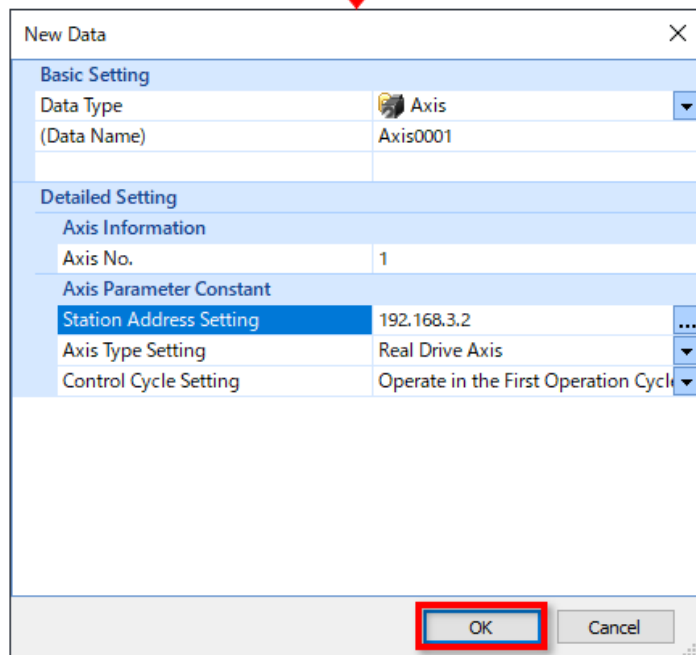 New Data
Basic Setting
Data Type Axis
(Data Name) Axis0001
Detailed Setting
Axis Information
Axis No. 1
Axis Parameter Constant
Station Address Setting 192.168.3.2 ...
Axis Type Setting Real Drive Axis
Control Cycle Setting Operate in the First Operation Cycl
OK Cancel